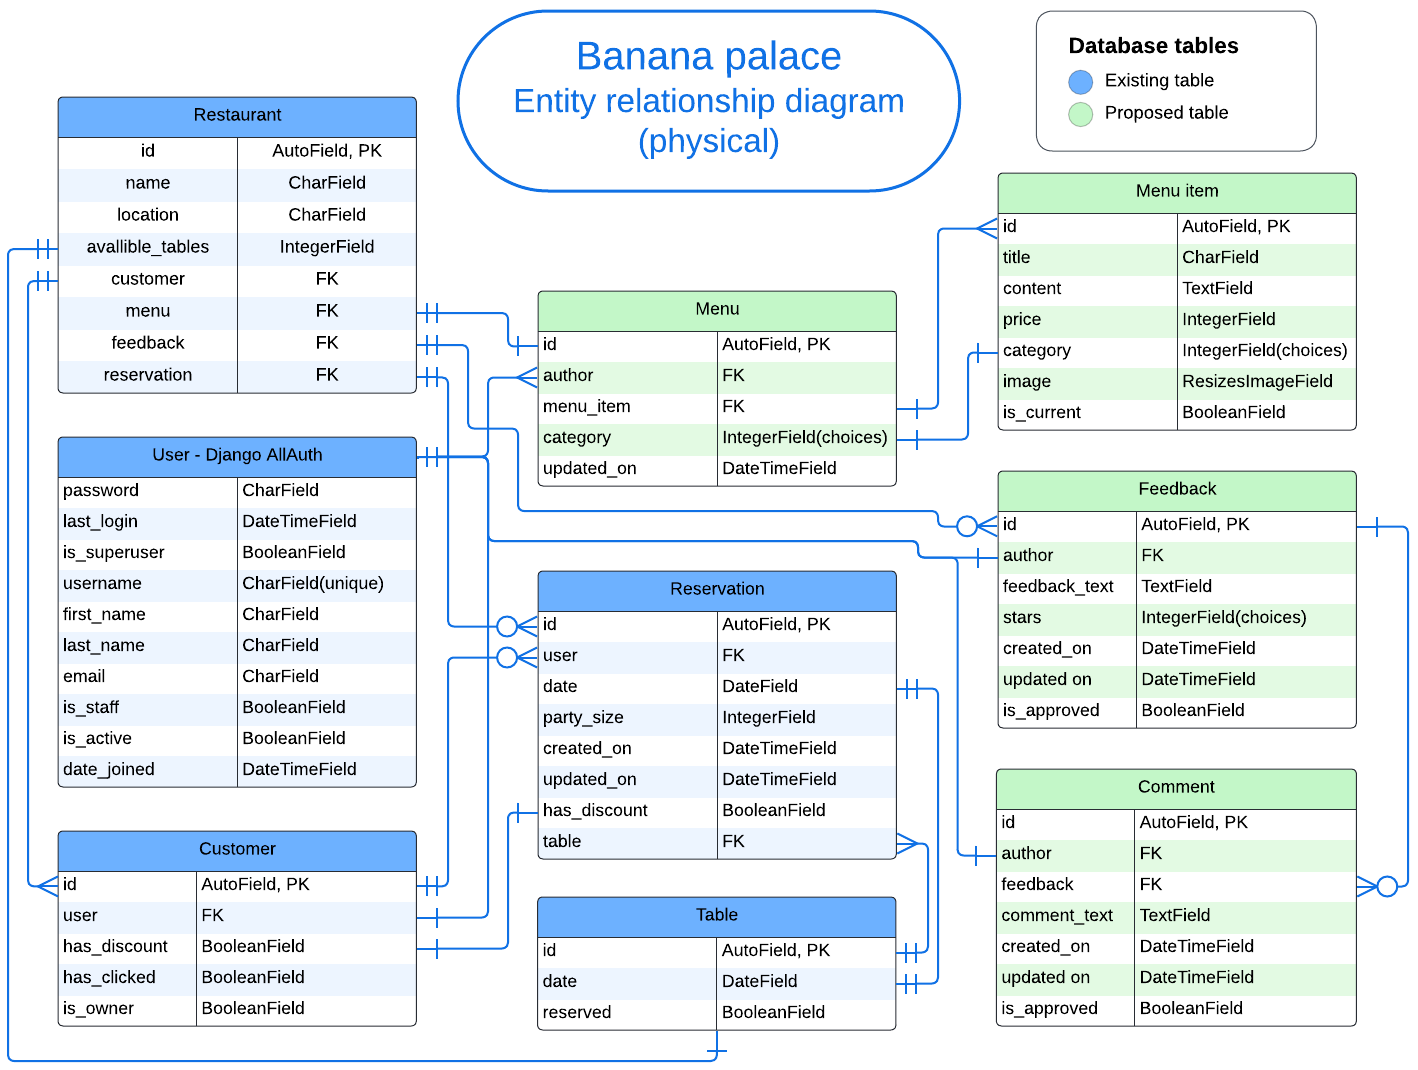 Banana palace
Entity relationship diagram
(physical)
Database tables
Existing table
Proposed table
Restaurant
id AutoField, PK
name CharField
location CharField
avallible_tables IntegerField
customer FK
menu FK
feedback FK
reservation FK
User - Django AllAuth
password CharField
last_login DateTimeField
is_superuser BooleanField
username CharField(unique)
first_name CharField
last_name CharField
email CharField
is_staff BooleanField
is_active BooleanField
date_joined DateTimeField
Customer
id AutoField, PK
user FK
has_discount BooleanField
has_clicked BooleanField
is_owner BooleanField
Menu
id AutoField, PK
author FK
menu_item FK
category IntegerField(choices)
updated_on DateTimeField
Reservation
id AutoField, PK
user FK
date DateField
party_size IntegerField
created_on DateTimeField
updated_on DateTimeField
has_discount BooleanField
table FK
Table
id AutoField, PK
date DateField
reserved BooleanField
Menu item
id AutoField, PK
title CharField
content TextField
price IntegerField
category IntegerField(choices)
image ResizesImageField
is_current BooleanField
Feedback
id AutoField, PK
author FK
feedback_text TextField
stars IntegerField(choices)
created_on DateTimeField
updated on DateTimeField
is_approved BooleanField
Comment
id AutoField, PK
author FK
feedback FK
comment_text TextField
created_on DateTimeField
updated on DateTimeField
is_approved BooleanField